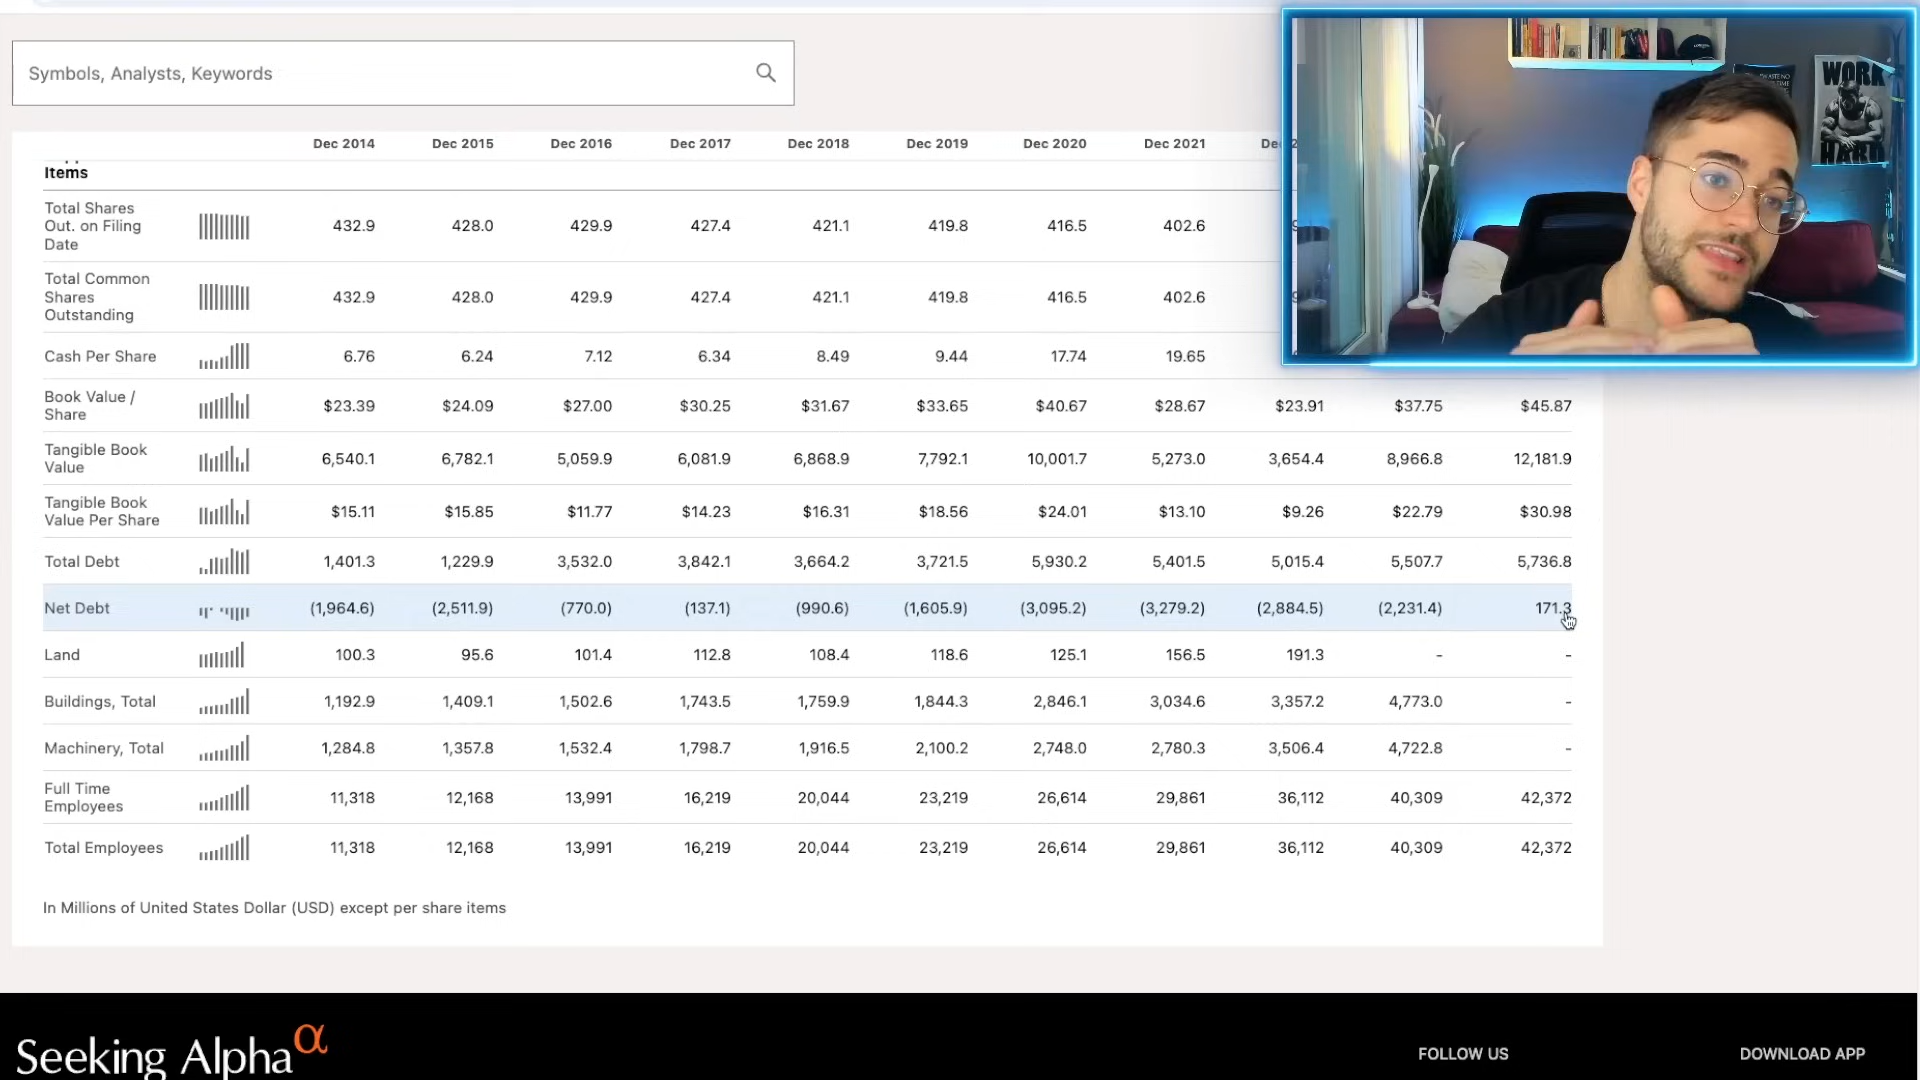 Symbols, Analysts, Keywords
Dec 2014 Dec 2015 Dec 2016 Dec 2017 Dec 2018 Dec 2019 Dec 2020 Dec 2021
Items
Total Shares
Out. on Filing
Date
432.9 428.0 429.9 427.4 421.1 419.8 416.5 402.6
Total Common
Shares
Outstanding
432.9 428.0 429.9 427.4 421.1 419.8 416.5 402.6
Cash Per Share 6.76 6.24 7.12 6.34 8.49 9.44 17.74 19.65
Book Value /
Share
$23.39 $24.09 $27.00 $30.25 $31.67 $33.65 $40.67 $28.67 $23.91 $37.75 $45.87
Tangible Book
Value
6,540.1 6,782.1 5,059.9 6,081.9 6,868.9 7,792.1 10,001.7 5,273.0 3,654.4 8,966.8 12,181.9
Tangible Book
Value Per Share
$15.11 $15.85 $11.77 $14.23 $16.31 $18.56 $24.01 $13.10 $9.26 $22.79 $30.98
Total Debt 1,401.3 1,229.9 3,532.0 3,842.1 3,664.2 3,721.5 5,930.2 5,401.5 5,015.4 5,507.7 5,736.8
Net Debt (1,964.6) (2,511.9) (770.0) (137.1) (990.6) (1,605.9) (3,095.2) (3,279.2) (2,884.5) (2,231.4) 171.3
Land 100.3 95.6 101.4 112.8 108.4 118.6 125.1 156.5 191.3 - -
Buildings, Total 1,192.9 1,409.1 1,502.6 1,743.5 1,759.9 1,844.3 2,846.1 3,034.6 3,357.2 4,773.0 -
Machinery, Total 1,284.8 1,357.8 1,532.4 1,798.7 1,916.5 2,100.2 2,748.0 2,780.3 3,506.4 4,722.8 -
Full Time
Employees
11,318 12,168 13,991 16,219 20,044 23,219 26,614 29,861 36,112 40,309 42,372
Total Employees 11,318 12,168 13,991 16,219 20,044 23,219 26,614 29,861 36,112 40,309 42,372
In Millions of United States Dollar (USD) except per share items
Seeking Alpha α
FOLLOW US
DOWNLOAD APP
WORK
HARD